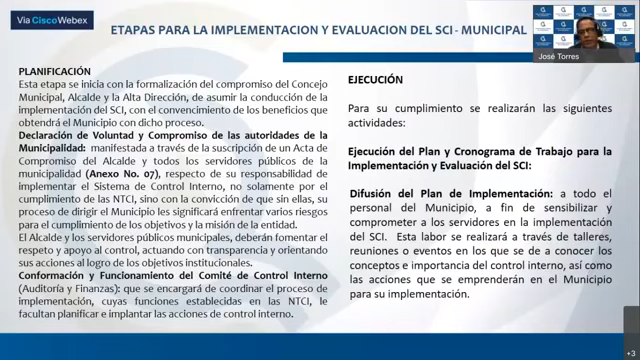 Via CiscoWebex
ETAPAS PARA LA IMPLEMENTACION Y EVALUACION DEL SCI - MUNICIPAL
José Torres
PLANIFICACIÓN
Esta etapa se inicia con la formalización del compromiso del Concejo
Municipal, Alcalde y la Alta Dirección, de asumir la conducción de la
implementación del SCI, con el convencimiento de los beneficios que
obtendrá el Municipio con dicho proceso.
Declaración de Voluntad y Compromiso de las autoridades de la
Municipalidad: manifestada a través de la suscripción de un Acta de
Compromiso del Alcalde y todos los servidores públicos de la
municipalidad (Anexo No. 07), respecto de su responsabilidad de
implementar el Sistema de Control Interno, no solamente por el
cumplimiento de las NTCI, sino con la convicción de que sin ellas, su
proceso de dirigir el Municipio les significará enfrentar varios riesgos
para el cumplimiento de los objetivos y la misión de la entidad.
El Alcalde y los servidores públicos municipales, deberán fomentar el
respeto y apoyo al control, actuando con transparencia y orientando
sus acciones al logro de los objetivos institucionales.
Conformación y Funcionamiento del Comité de Control Interno
(Auditoría y Finanzas): que se encargará de coordinar el proceso de
implementación, cuyas funciones establecidas en las NTCI, le
facultan planificar e implantar las acciones de control interno.
EJECUCIÓN
Para su cumplimiento se realizarán las siguientes
actividades:
Ejecución del Plan y Cronograma de Trabajo para la
Implementación y Evaluación del SCI:
Difusión del Plan de Implementación: a todo el
personal del Municipio, a fin de sensibilizar y
comprometer a los servidores en la implementación
del SCI. Esta labor se realizará a través de talleres,
reuniones o eventos en los que se de a conocer los
conceptos e importancia del control interno, así como
las acciones que se emprenderán en el Municipio
para su implementación.
+3